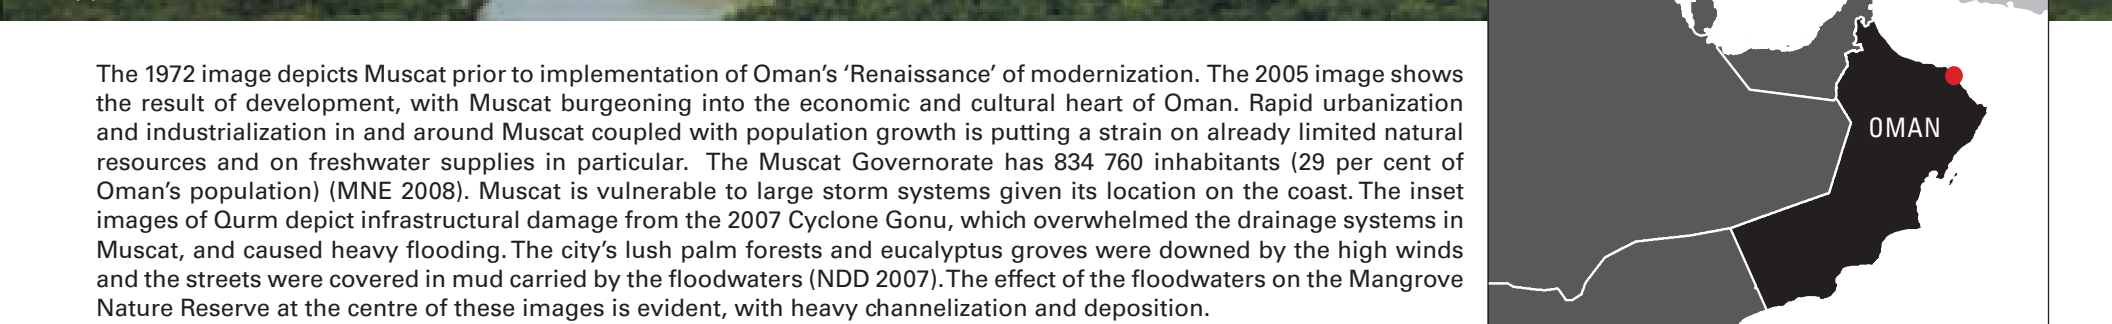 The 1972 image depicts Muscat prior to implementation of Oman’s ‘Renaissance’ of modernization. The 2005 image shows
the result of development, with Muscat burgeoning into the economic and cultural heart of Oman. Rapid urbanization
and industrialization in and around Muscat coupled with population growth is putting a strain on already limited natural
resources and on freshwater supplies in particular. The Muscat Governorate has 834 760 inhabitants (29 per cent of
Oman’s population) (MNE 2008). Muscat is vulnerable to large storm systems given its location on the coast. The inset
images of Qurm depict infrastructural damage from the 2007 Cyclone Gonu, which overwhelmed the drainage systems in
Muscat, and caused heavy flooding. The city’s lush palm forests and eucalyptus groves were downed by the high winds
and the streets were covered in mud carried by the floodwaters (NDD 2007). The effect of the floodwaters on the Mangrove
Nature Reserve at the centre of these images is evident, with heavy channelization and deposition.
OMAN